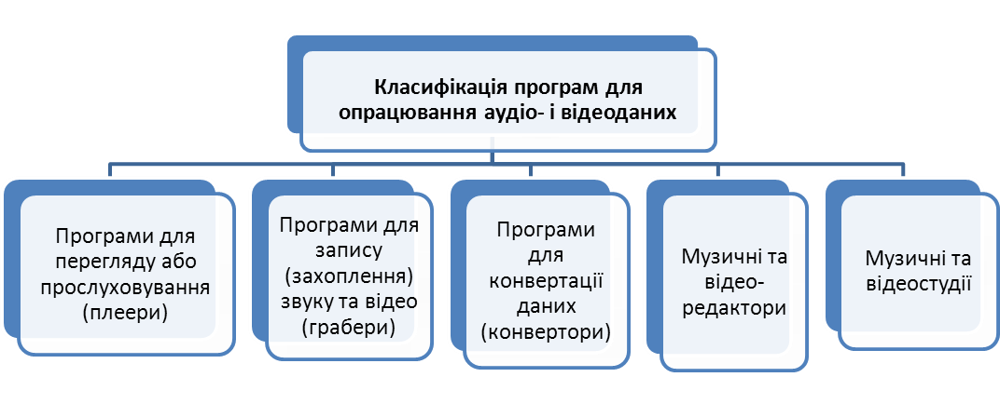 Класифікація програм для
опрацювання аудіо- і відеоданих
Програми для
перегляду або
прослуховування
(плеери)
Програми для
запису
(захоплення)
звуку та відео
(грабери)
Програми
для
конвертації
даних
(конвертори)
Музичні та
відео-
редактори
Музичні та
відеостудії